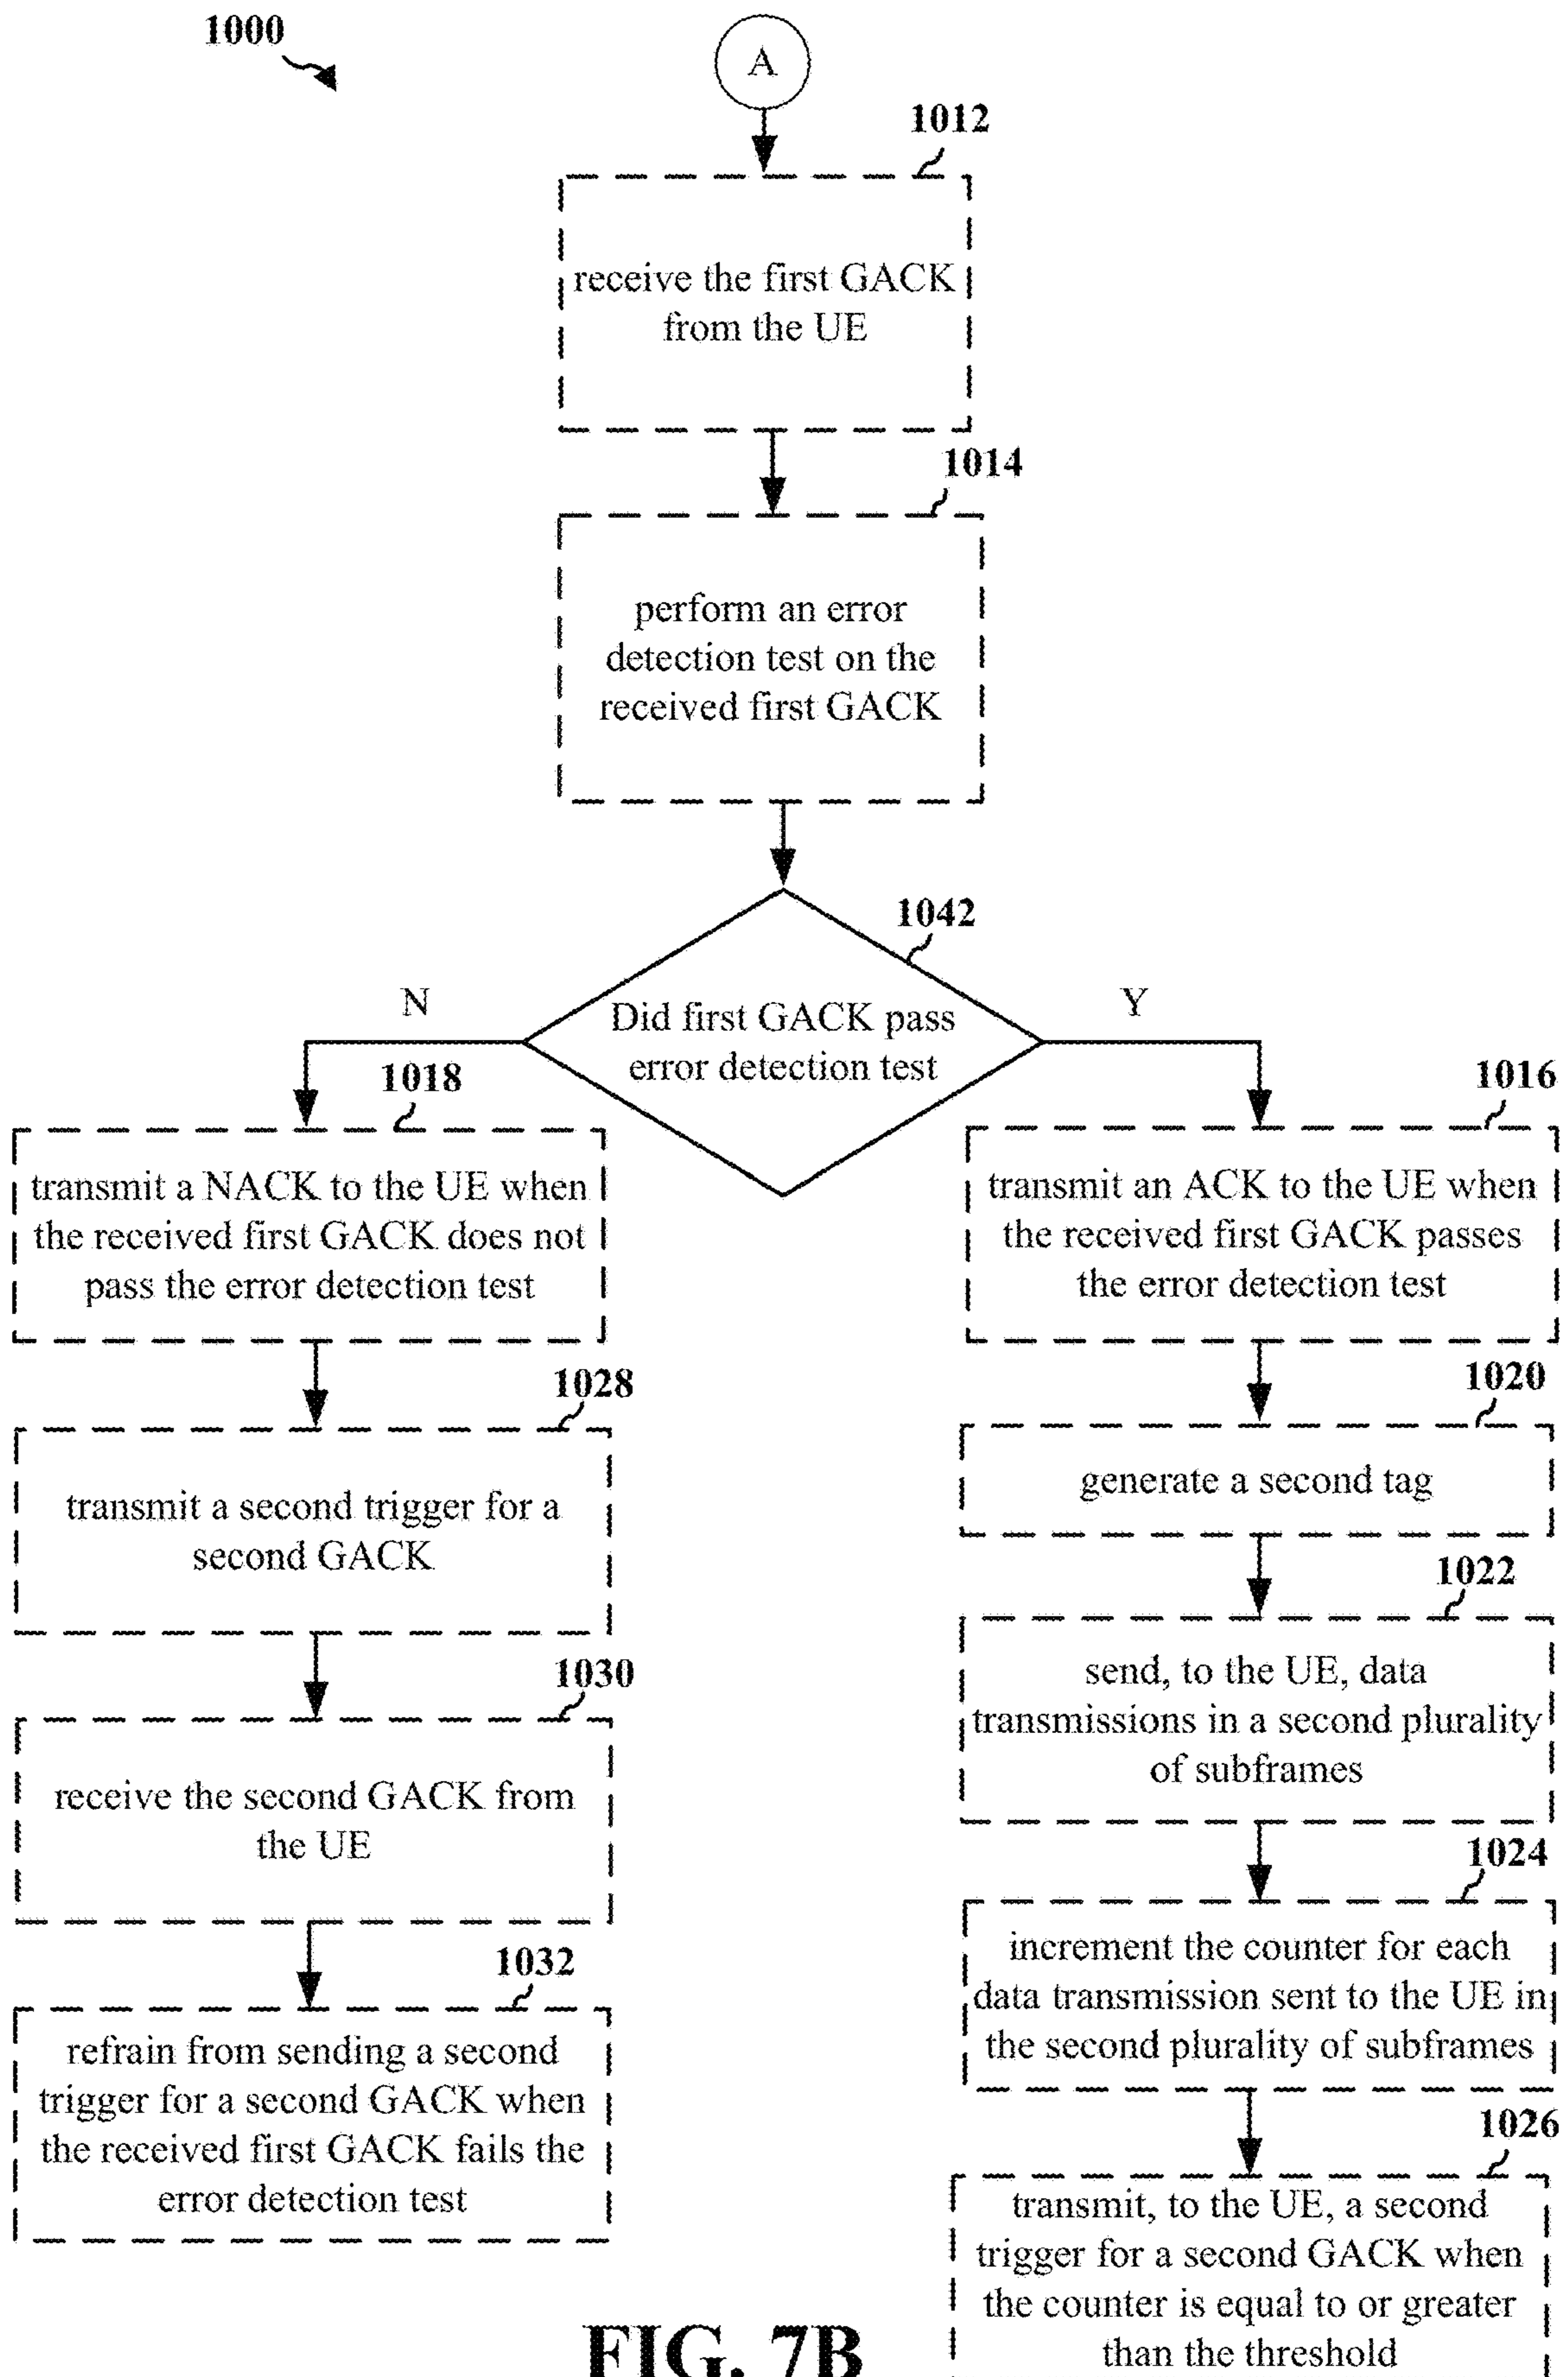 1000
A
1012
receive the first GACK
from the UE
1014
perform an error
detection test on the
received first GACK
1042
Did first GACK pass
error detection test
N
Y
1018
transmit a NACK to the UE when
the received first GACK does not
pass the error detection test
1028
transmit a second trigger for a
second GACK
1030
receive the second GACK from
the UE
1032
refrain from sending a second
trigger for a second GACK when
the received first GACK fails the
error detection test
1016
transmit an ACK to the UE when
the received first GACK passes
the error detection test
1020
generate a second tag
1022
send, to the UE, data
transmissions in a second plurality
of subframes
1024
increment the counter for each
data transmission sent to the UE in
the second plurality of subframes
1026
transmit, to the UE, a second
trigger for a second GACK when
the counter is equal to or greater
than the threshold
FIG. 7B